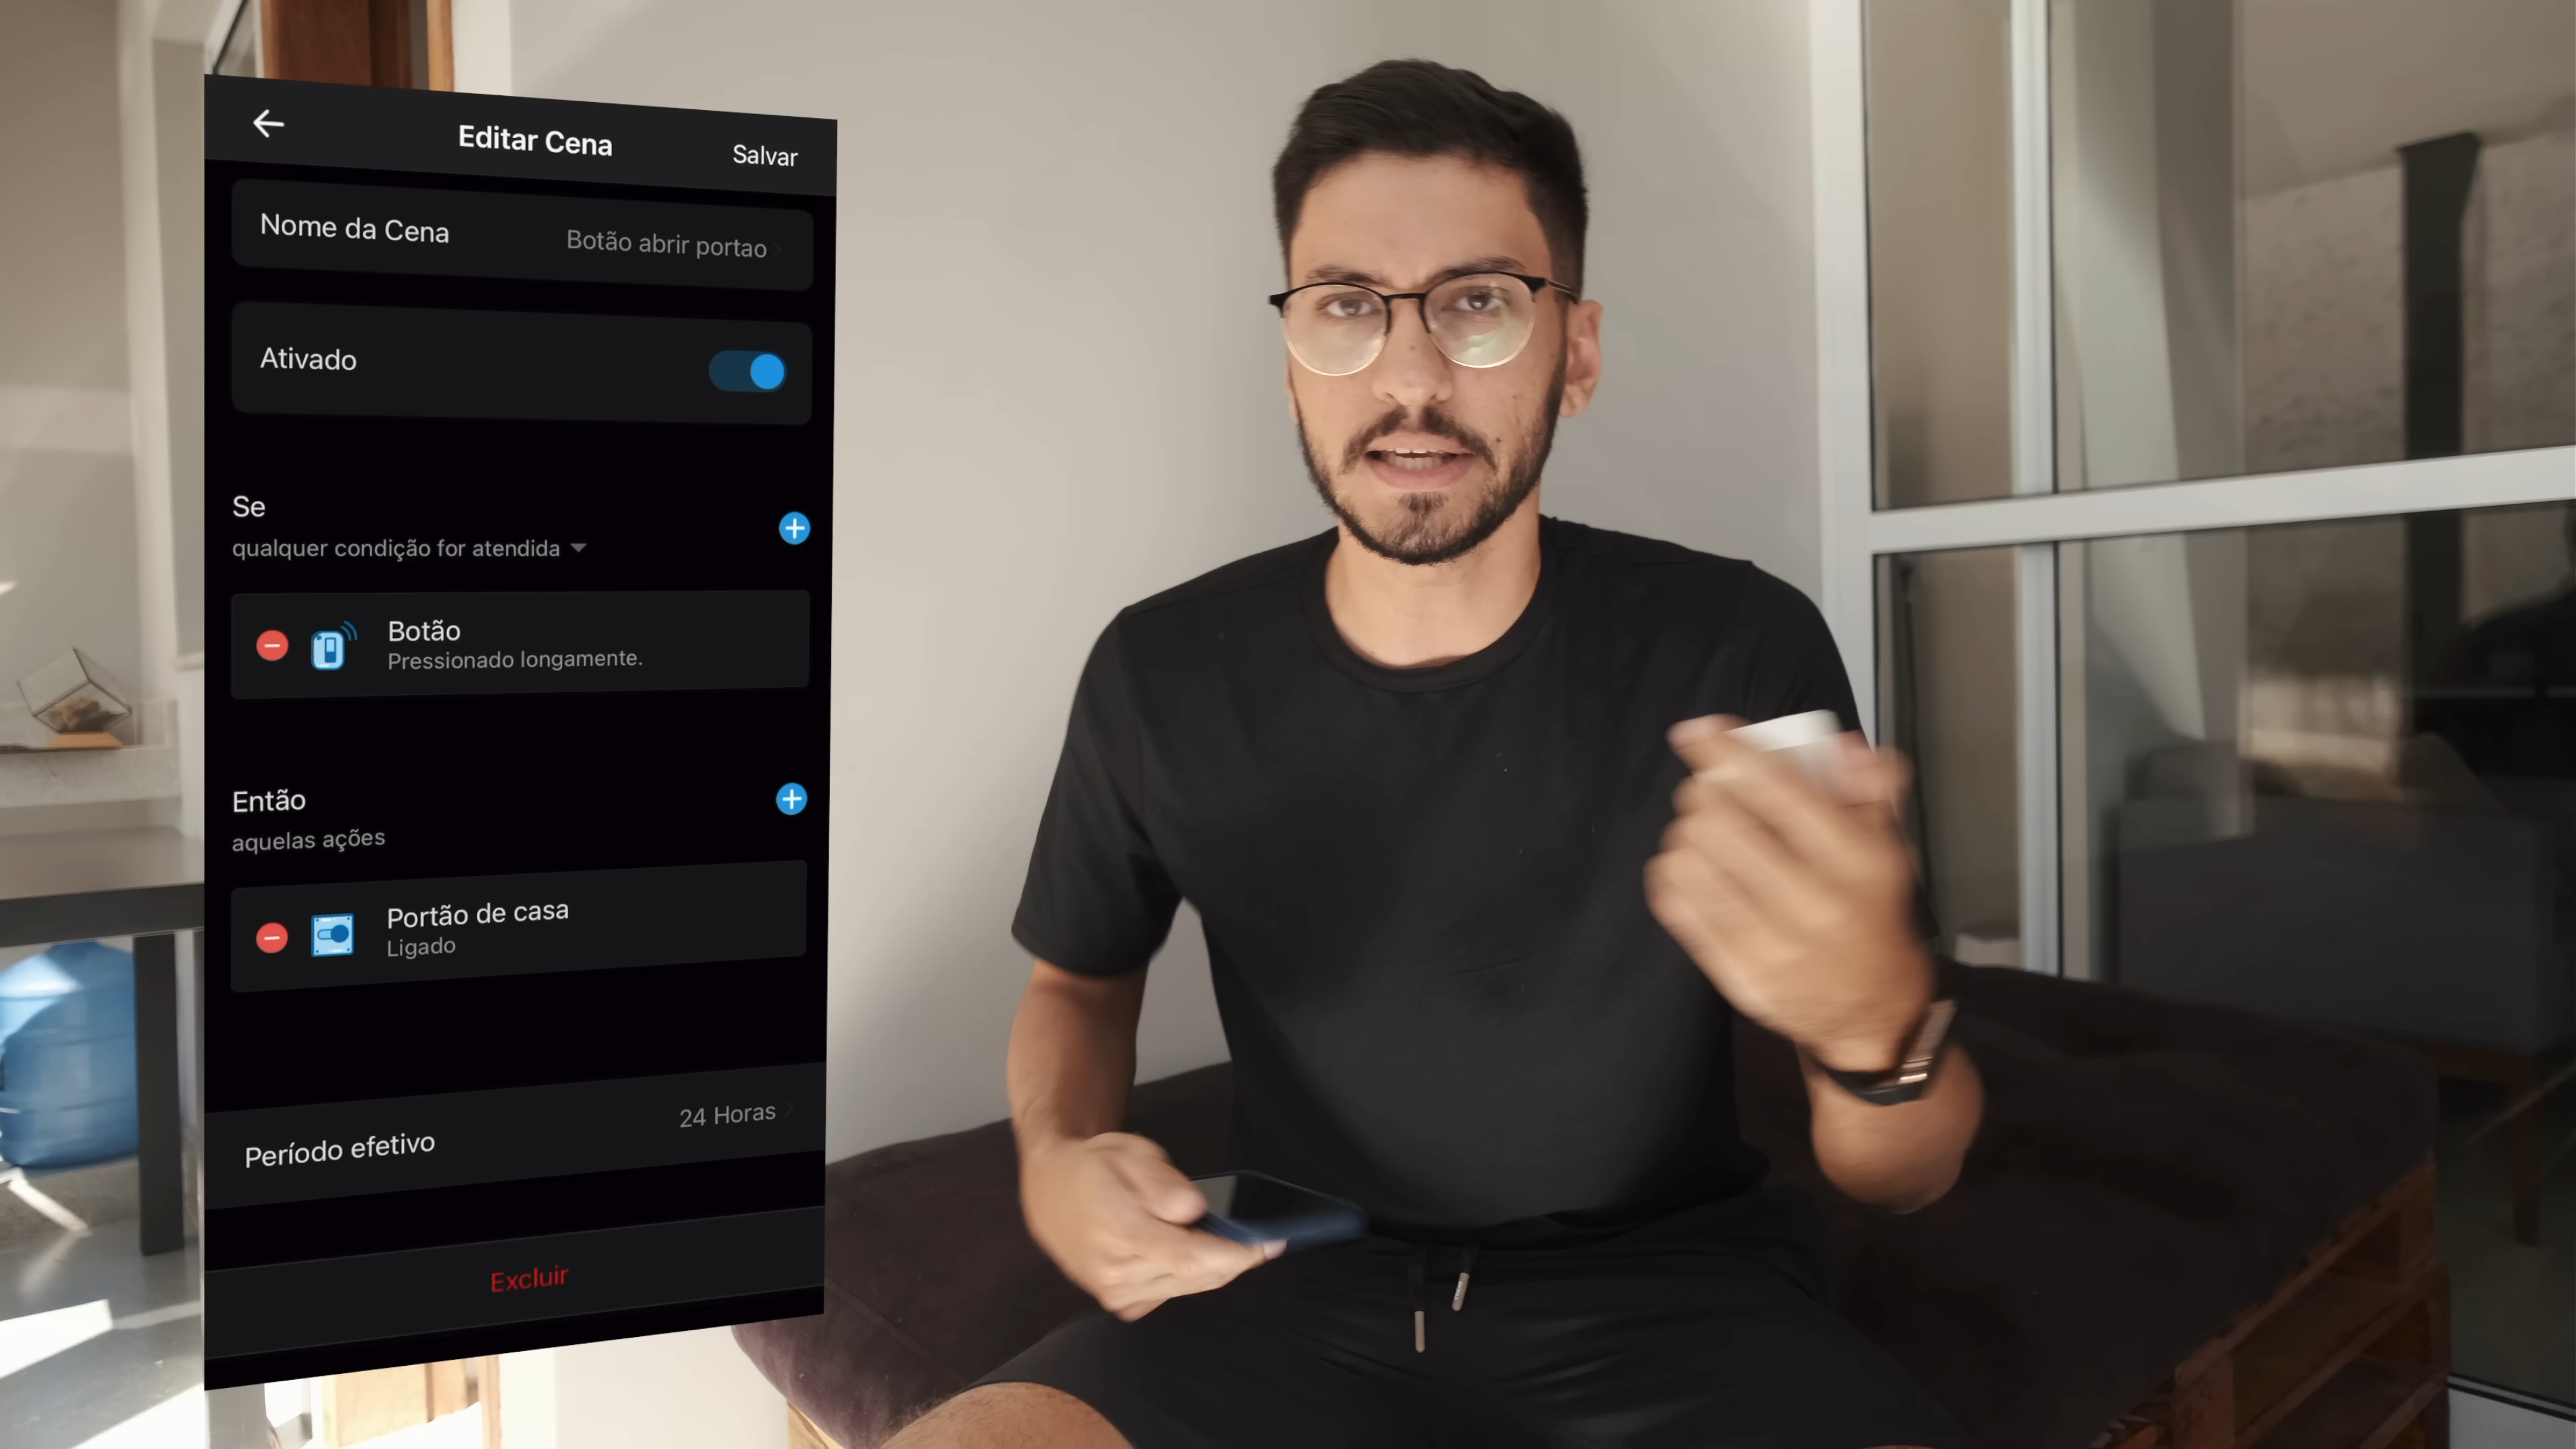 Editar Cena
Salvar
Nome da Cena
Botão abrir portao
Ativado
Se
qualquer condição for atendida
Botão
Pressionado longamente.
Então
aquelas ações
Portão de casa
Ligado
Período efetivo
24 Horas
Excluir